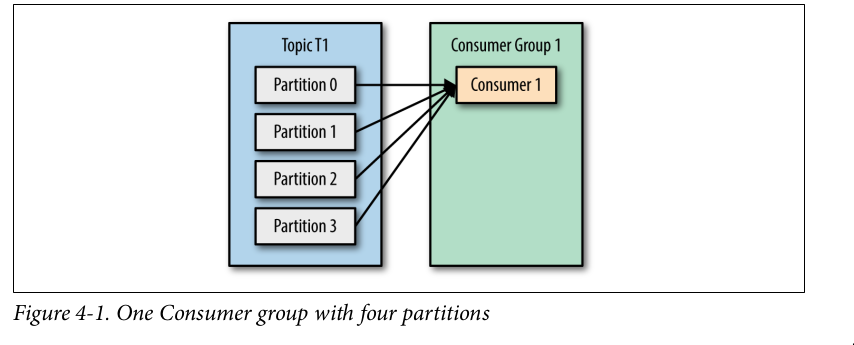 Topic T1
Partition 0
Partition 1
Partition 2
Partition 3
Consumer Group 1
Consumer 1
Figure 4-1. One Consumer group with four partitions